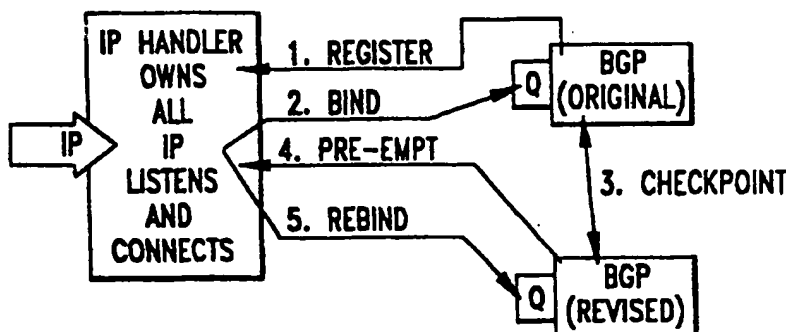 IP HANDLER
OWNS
ALL
IP
LISTENS
AND
CONNECTS
IP
1. REGISTER
2. BIND
4. PRE-EMPT
5. REBIND
Q
BGP
(ORIGINAL)
3. CHECKPOINT
Q
BGP
(REVISED)